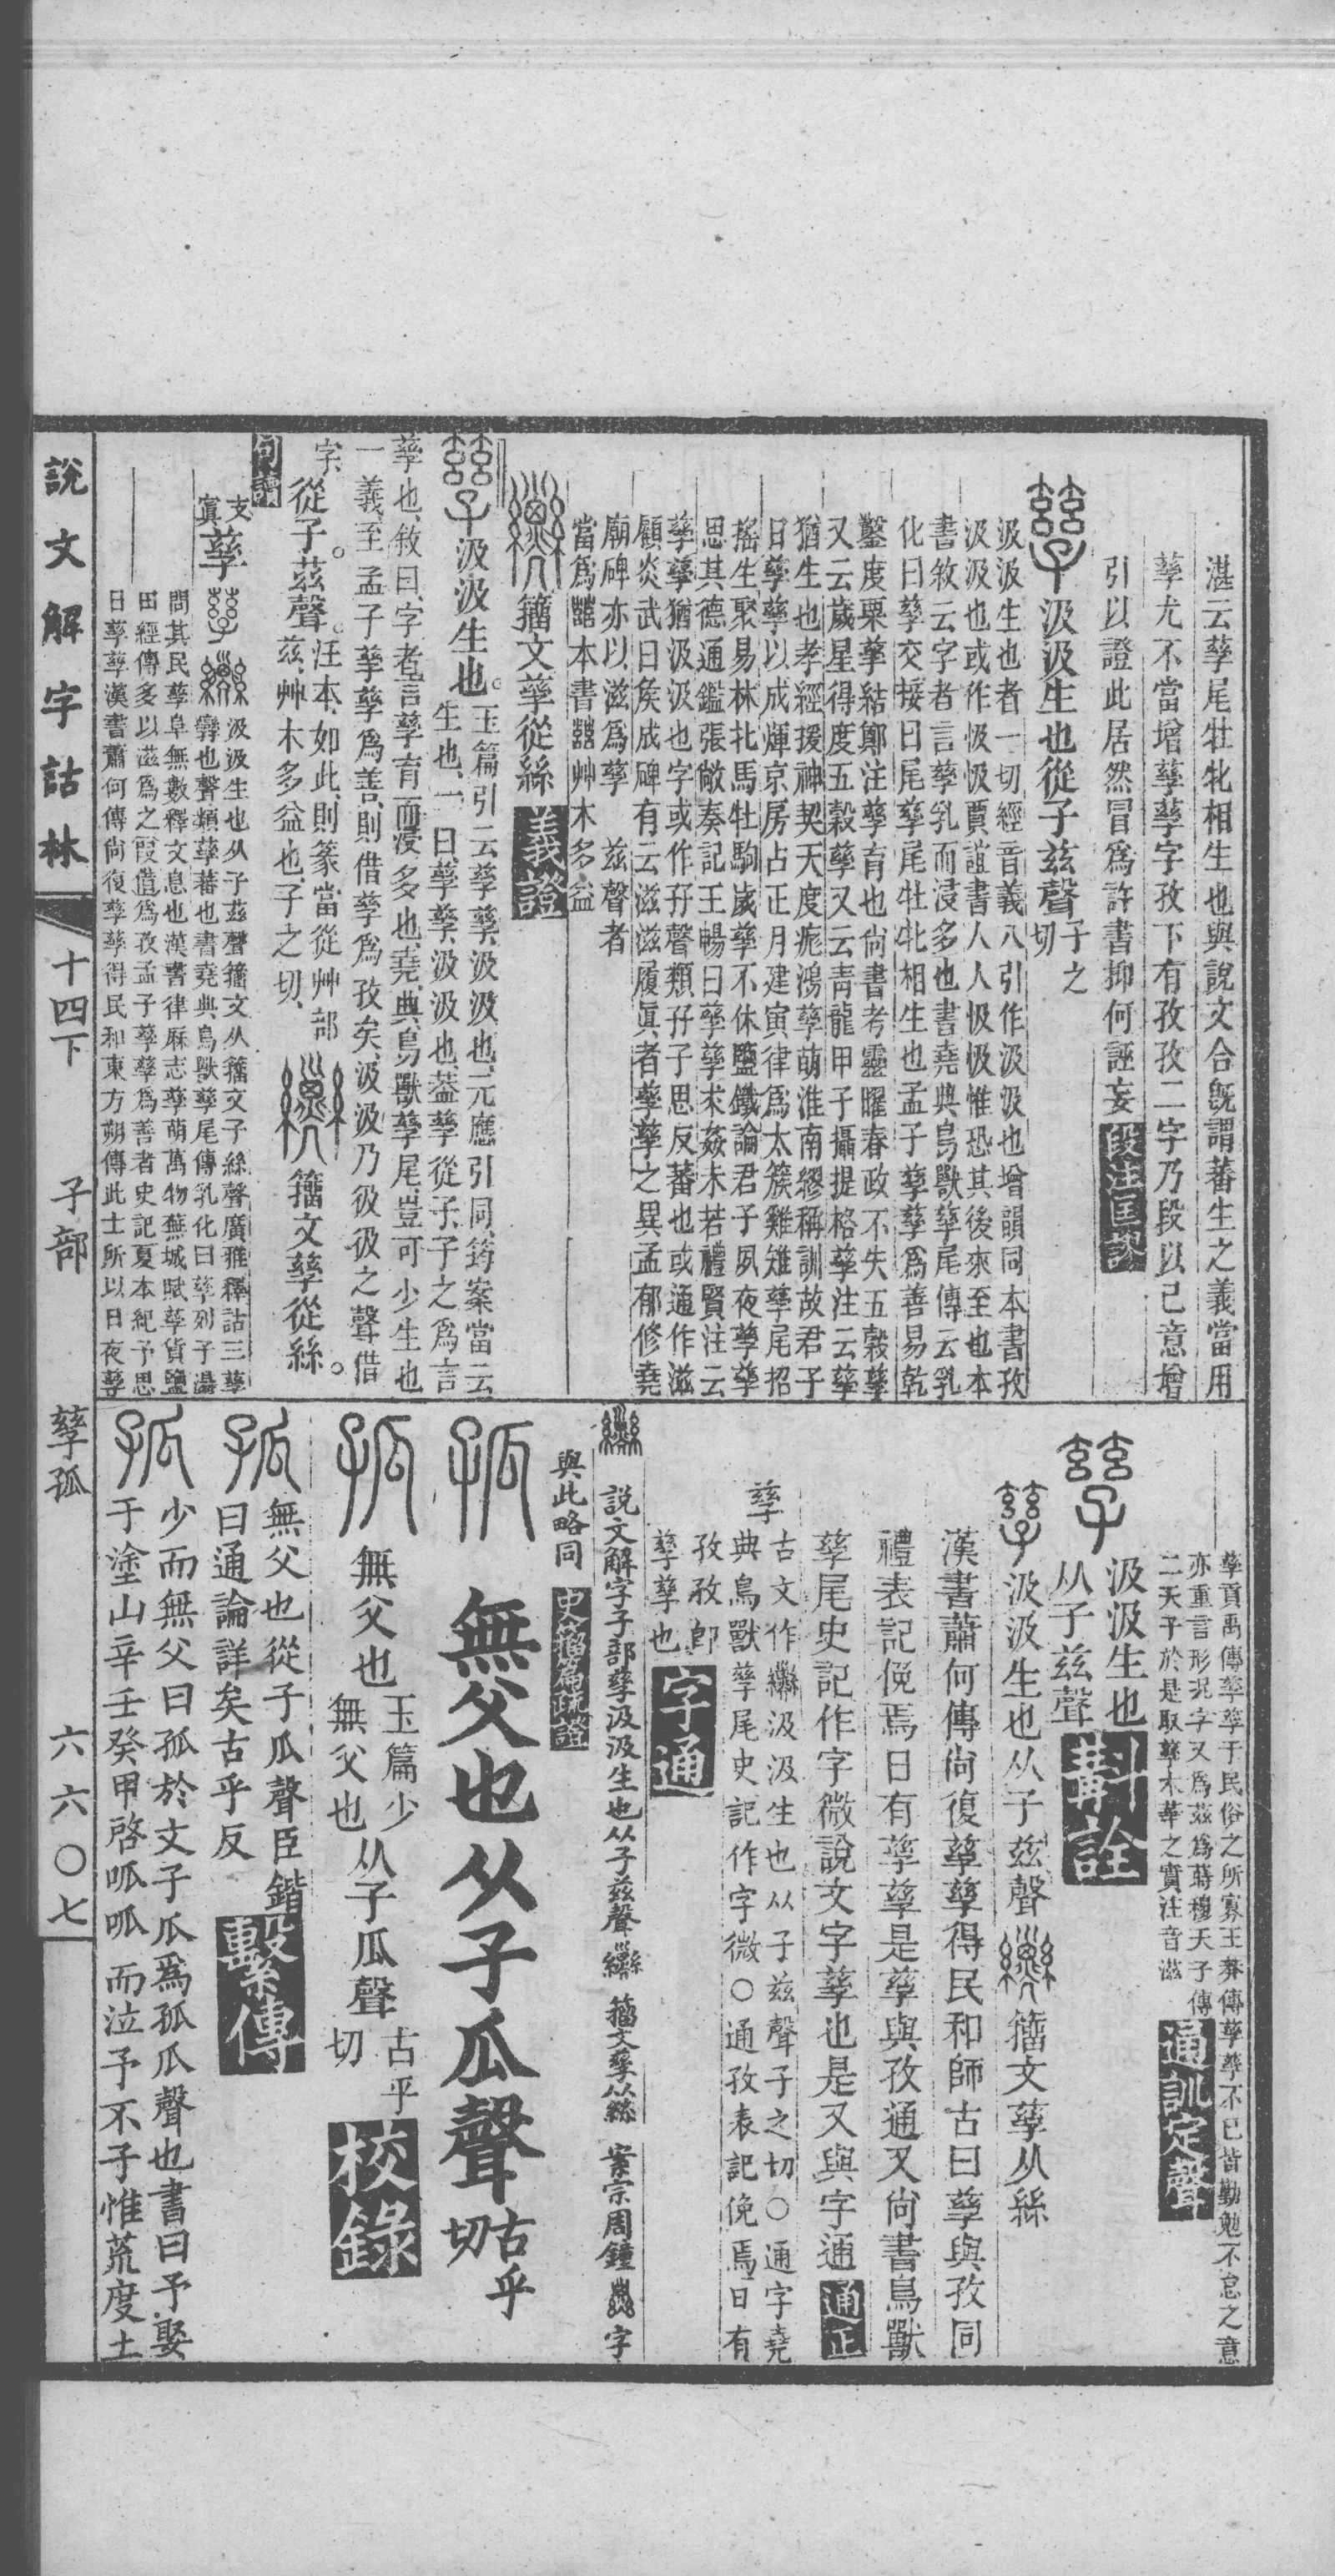 湛云孳尾牡牝相生也與說文合旣謂蕃生之義當用
孳尤不當增孳孳字孜下有孜孜二字乃段以己意增
引以證此居然冒爲許書抑何誣妄 段注匡謬
汲汲生也從子茲聲子之切
汲汲生也者一切經音義八引作汲汲也增韻同本書孜
汲汲也或作伋伋賈誼書人人伋伋惟恐其後來至也本
書敘云字者言孳乳而浸多也書堯典鳥獸孳尾傳云乳
化曰孳交接曰尾孳尾牡牝相生也孟子孳孳爲善易乾
鑿度栗孳結鄭注孳育也尙書考靈曜春政不失五穀孳
又云歲星得度五穀孳又云靑龍甲子攝提格孳注云孳
猶生也孝經援神契天度㾴鴻孳萌淮南繆稱訓故君子
日孳孳以成煇京房占正月建寅律爲太簇雞雉孳尾招
搖生聚易林牝馬牡駒歲孳不休鹽鐵論君子夙夜孳孳
思其德通鑑張敞奏記王暢曰孳孳求姦未若禮賢注云
孳孳猶汲汲也字或作孖聲類孖子思反蕃也或通作滋
顧炎武曰矦成碑有云滋滋履眞者孳孳之異孟郁修堯
廟碑亦以滋爲孳 茲聲者
當爲 本書 艸木多益
籒文孳從絲 義證
汲汲生也。玉篇引云孳孳、汲汲也、元應引同、筠案當云
生也、一曰孳孳、汲汲也、葢孳從子、子之爲言
孳也、敘曰、字者、言孳育而浸多也、堯典、鳥獸孳尾、豈可少生也
一義、至孟子孳孳爲善、則借孳爲孜矣、汲汲乃彶彶之聲借
字、從子。茲聲。汪本如此、則篆當從艸部
茲、艸木多益也、子之切、 籒文孳從絲。
句讀
孳 汲汲生也从子茲聲籒文从籒文子絲聲廣雅釋詁三孳
㝈也聲類孳蕃也書堯典鳥獸孳尾傳乳化曰孳列子湯
問其民孳阜無數釋文息也漢書律厤志孳萌萬物蕪城賦孳貨鹽
田經傳多以滋爲之叚借爲孜孟子孳孳爲善者史記夏本紀予思
日孳孳漢書蕭何傳尙復孳孳得民和東方朔傳此士所以日夜孳
孳貢禹傳孳孳于民俗之所寡王莽傳孳孳不已皆勤勉不怠之意
亦重言形況字又爲茲爲蒔穆天子傳
二天子於是取孳木華之實注音滋 通訓定聲
汲汲生也
从子茲聲 斠詮
汲汲生也从子茲聲 籒文孳从絲
漢書蕭何傳尙復孳孳得民和師古曰孳與孜同
禮表記俛焉日有孳孳是孳與孜通又尙書鳥獸
孳尾史記作字微說文字孳也是又與字通 通正
孳 古文作 汲汲生也从子茲聲子之切○通字堯
典鳥獸孳尾史記作字微○通孜表記俛焉日有
孜孜卽
孳孳也 字通
說文解字子部孳汲汲生也从子茲聲 籒文孳从絲 案宗周鐘 字
與此略同 史籒篇疏證
無父也从子瓜聲古乎切
無父也玉篇少
無父也从子瓜聲古乎
切 校錄
無父也從子瓜聲臣鍇
曰通論詳矣古乎反 繫傳
少而無父曰孤於文子瓜爲孤瓜聲也書曰予娶
于塗山辛壬癸甲啓呱呱而泣予不子惟荒度土
說文解字詁林 十四下 子部 孳孤 六六〇七